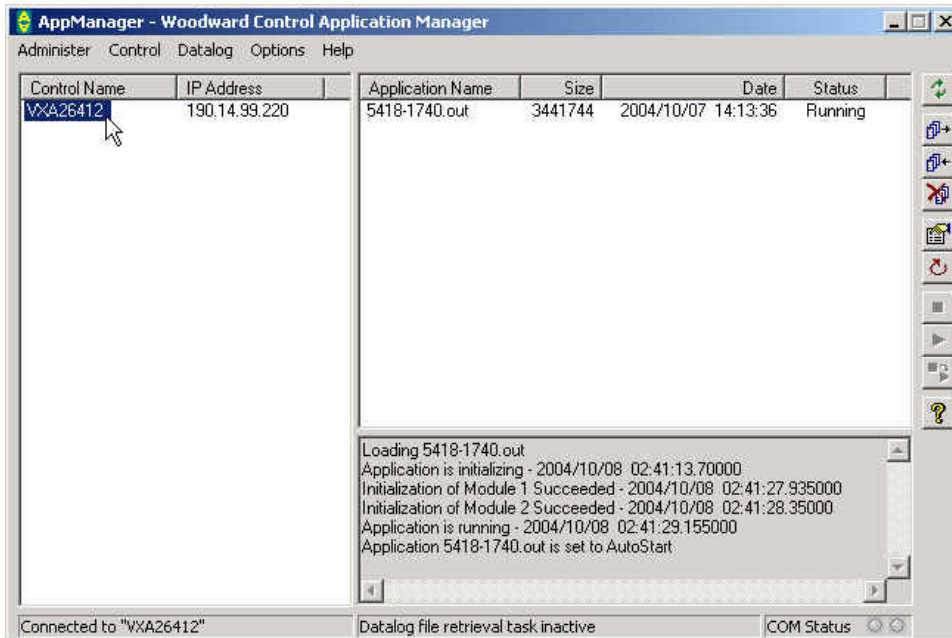 AppManager - Woodward Control Application Manager
Administer Control Datalog Options Help
Control Name IP Address
VXA26412 190.14.99.220
Application Name Size Date Status
5418-1740.out 3441744 2004/10/07 14:13:36 Running
Loading 5418-1740.out
Application is initializing - 2004/10/08 02:41:13.70000
Initialization of Module 1 Succeeded - 2004/10/08 02:41:27.935000
Initialization of Module 2 Succeeded - 2004/10/08 02:41:28.35000
Application is running - 2004/10/08 02:41:29.155000
Application 5418-1740.out is set to AutoStart
Connected to "VXA26412" Datalog file retrieval task inactive COM Status